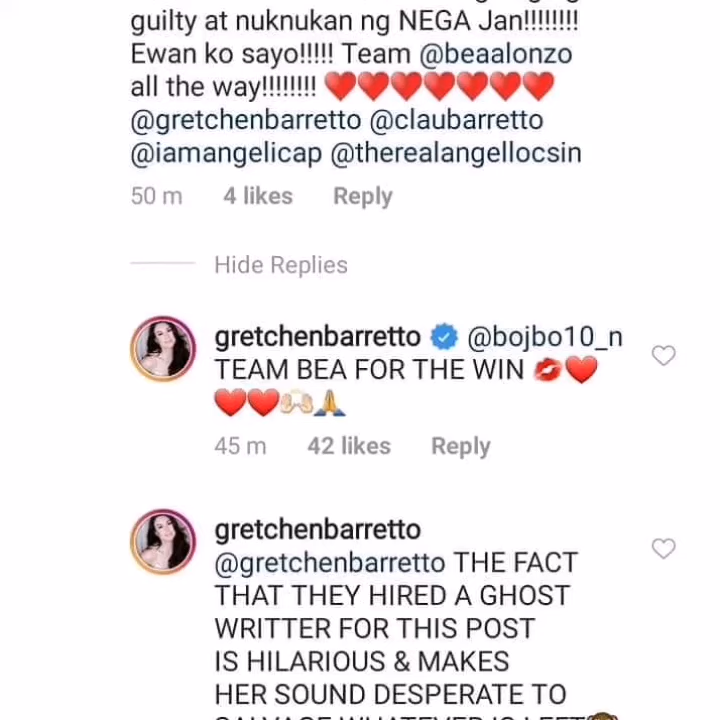 guilty at nuknukan ng NEGA Jan!!!!!!!!
Ewan ko sayo!!!!! Team @beaalonzo
all the way!!!!!!!! ❤️❤️❤️❤️❤️❤️❤️
@gretchenbarretto @claubarretto
@iamangelicap @therealangellocsin
50 m 4 likes Reply
Hide Replies
gretchenbarretto @bojbo10_n
TEAM BEA FOR THE WIN 💋❤️
❤️❤️🙌🏻🙏
45 m 42 likes Reply
gretchenbarretto
@gretchenbarretto THE FACT
THAT THEY HIRED A GHOST
WRITTER FOR THIS POST
IS HILARIOUS & MAKES
HER SOUND DESPERATE TO